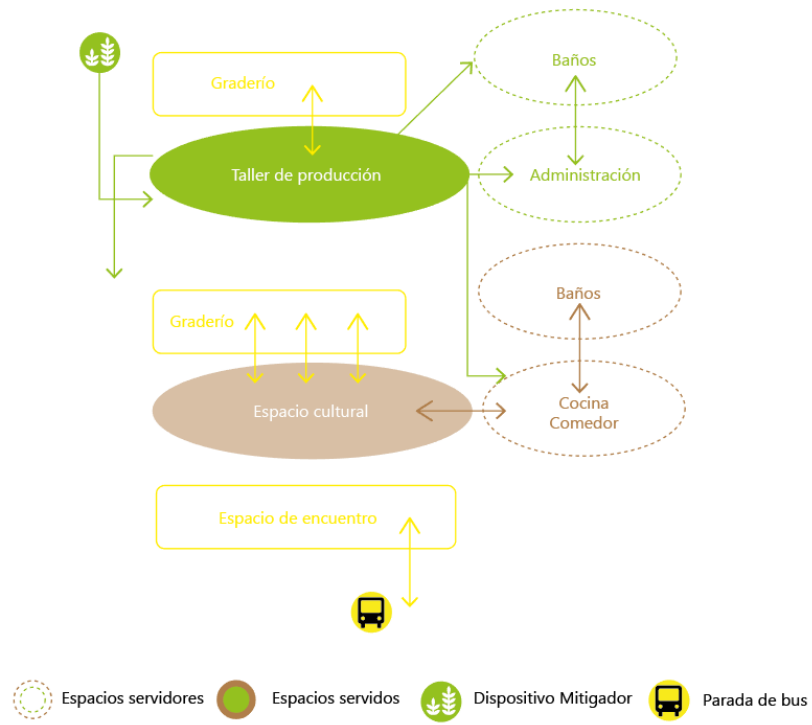 Graderío
Baños
Taller de producción
Administración
Baños
Graderío
Espacio cultural
Cocina
Comedor
Espacio de encuentro
Espacios servidores
Espacios servidos
Dispositivo Mitigador
Parada de bus